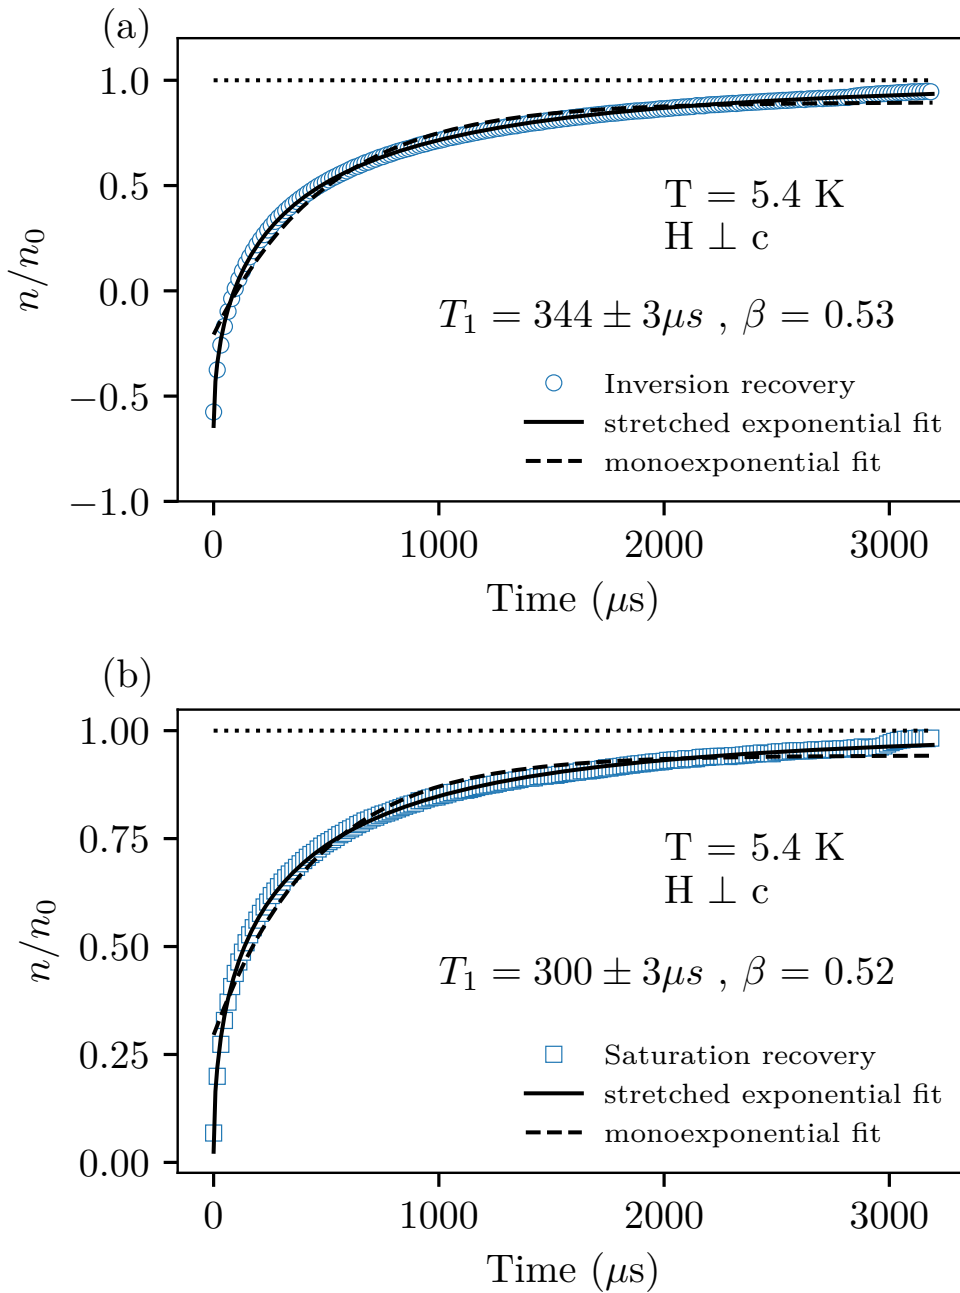 (a)
1.0
0.5
0.0
−0.5
−1.0
n/n₀
T = 5.4 K
H ⊥ c
T₁ = 344 ± 3μs , β = 0.53
Inversion recovery
stretched exponential fit
monoexponential fit
0 1000 2000 3000
Time (μs)
(b)
1.00
0.75
0.50
0.25
0.00
n/n₀
T = 5.4 K
H ⊥ c
T₁ = 300 ± 3μs , β = 0.52
Saturation recovery
stretched exponential fit
monoexponential fit
0 1000 2000 3000
Time (μs)